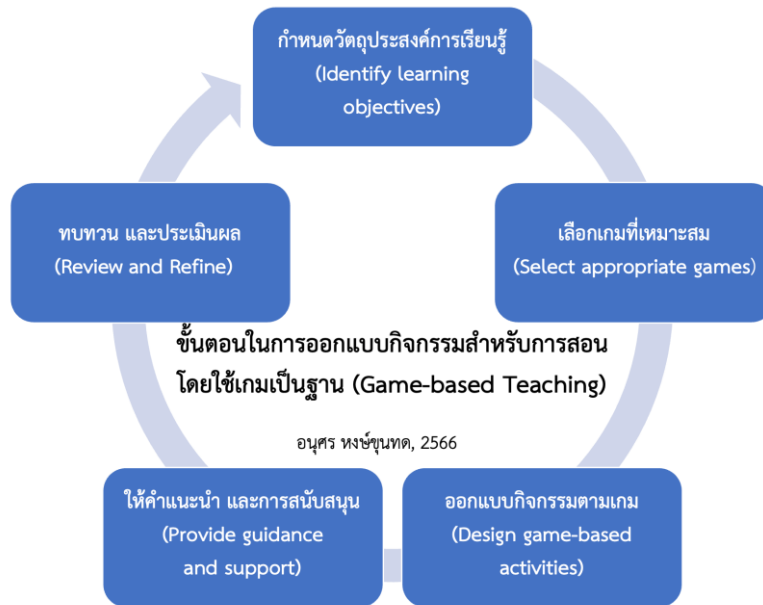 กำหนดวัตถุประสงค์การเรียนรู้
(Identify learning
objectives)
เลือกเกมที่เหมาะสม
(Select appropriate games)
ออกแบบกิจกรรมตามเกม
(Design game-based
activities)
ให้คำแนะนำ และการสนับสนุน
(Provide guidance
and support)
ทบทวน และประเมินผล
(Review and Refine)
ขั้นตอนในการออกแบบกิจกรรมสำหรับการสอน
โดยใช้เกมเป็นฐาน (Game-based Teaching)
อนุศร หงษ์ขุนทด, 2566